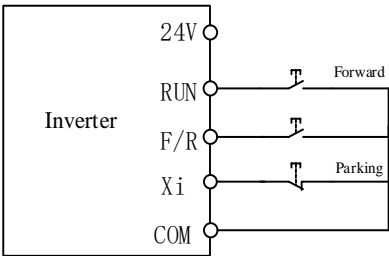 24V
Forward
RUN
Inverter
F/R
Parking
Xi
COM